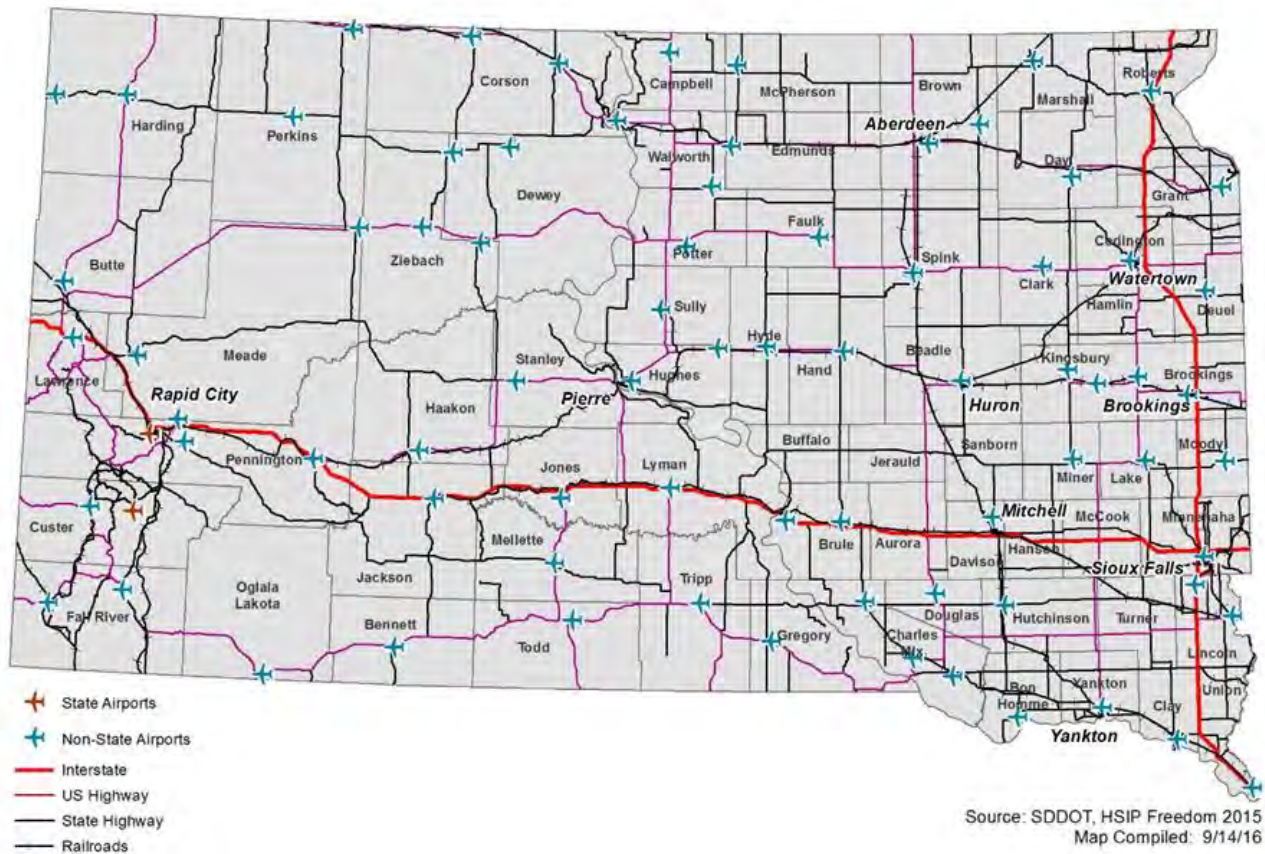 Corson
Campbell
McPherson
Brown
Marshall
Roberts
Harding
Perkins
Aberdeen
Walworth
Edmunds
Day
Dewey
Grant
Faulk
Butte
Ziebach
Potter
Spink
Clark
Codington
Watertown
Sully
Hamlin
Deuel
Meade
Stanley
Hyde
Hand
Beadle
Kingsbury
Brookings
Lawrence
Rapid City
Haakon
Pierre
Hughes
Huron
Brookings
Pennington
Jones
Lyman
Buffalo
Jerauld
Sanborn
Miner
Lake
Moody
Custer
Mellette
Brule
Aurora
Mitchell
Davison
Hansen
McCook
Minnehaha
Sioux Falls
Oglala
Lakota
Jackson
Tripp
Fall River
Bennett
Todd
Gregory
Charles
Mix
Douglas
Hutchinson
Turner
Lincoln
Bon
Homme
Yankton
Clay
Union
Yankton
State Airports
Non-State Airports
Interstate
US Highway
State Highway
Railroads
Source: SDDOT, HSIP Freedom 2015
Map Compiled: 9/14/16